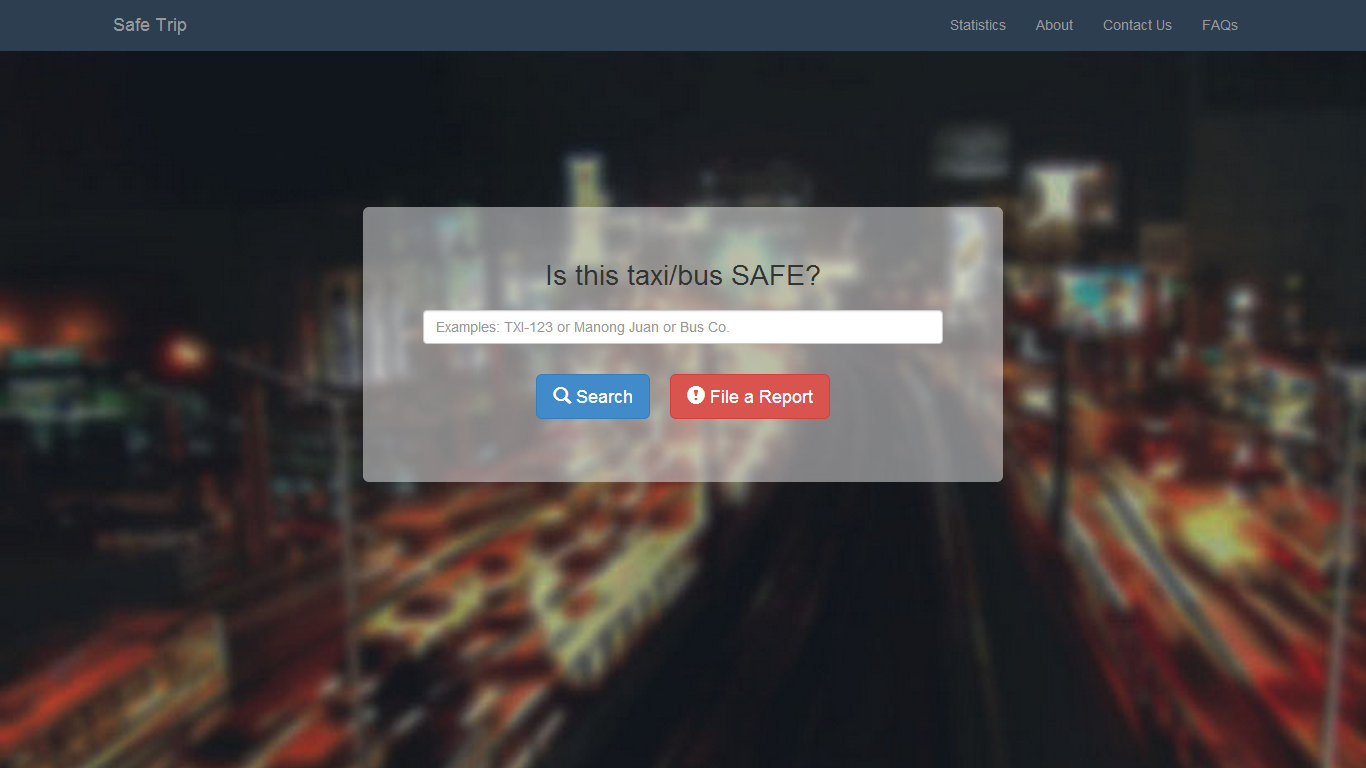 Safe Trip
Statistics
About
Contact Us
FAQs
Is this taxi/bus SAFE?
Examples: TXI-123 or Manong Juan or Bus Co.
Search
File a Report